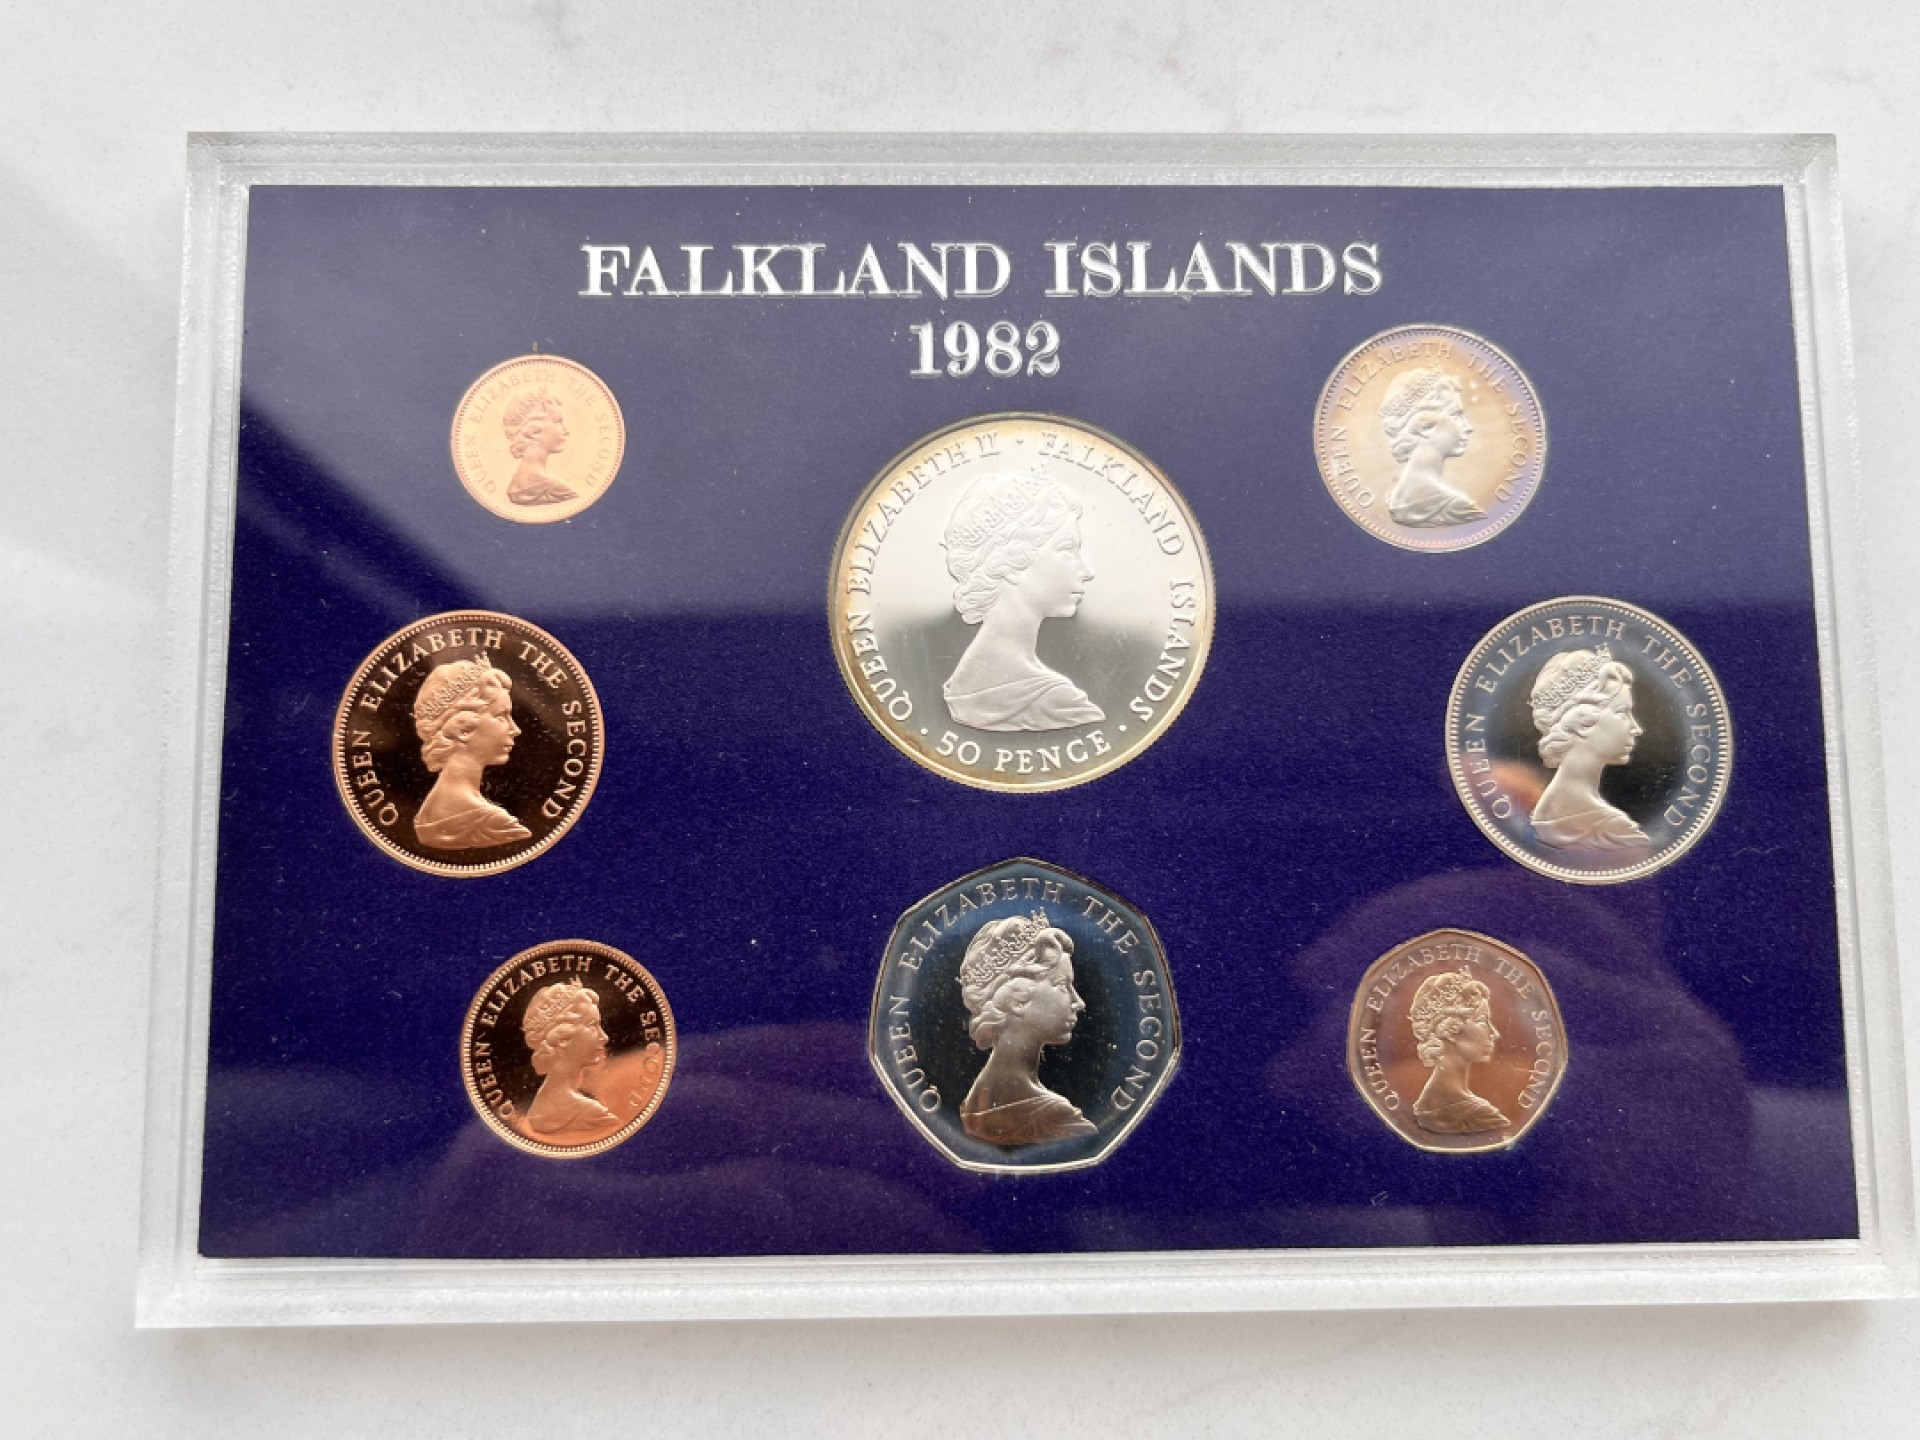 FALKLAND ISLANDS
1982
QUEEN ELIZABETH THE SECOND
QUEEN ELIZABETH II · FALKLAND ISLANDS · 50 PENCE ·
QUEEN ELIZABETH THE SECOND
QUEEN ELIZABETH THE SECOND
QUEEN ELIZABETH THE SECOND
QUEEN ELIZABETH THE SECOND
QUEEN ELIZABETH THE SECOND
QUEEN ELIZABETH THE SECOND